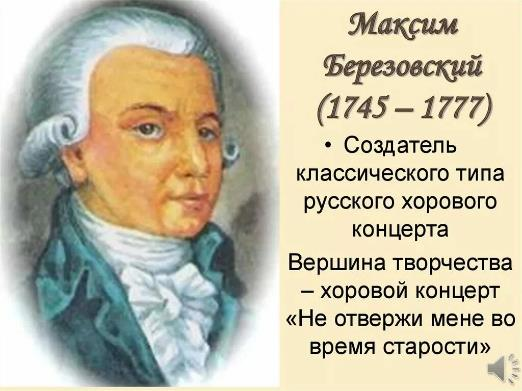 Максим
Березовский
(1745 – 1777)
• Создатель
классического типа
русского хорового
концерта
Вершина творчества
– хоровой концерт
«Не отвержи мене во
время старости»